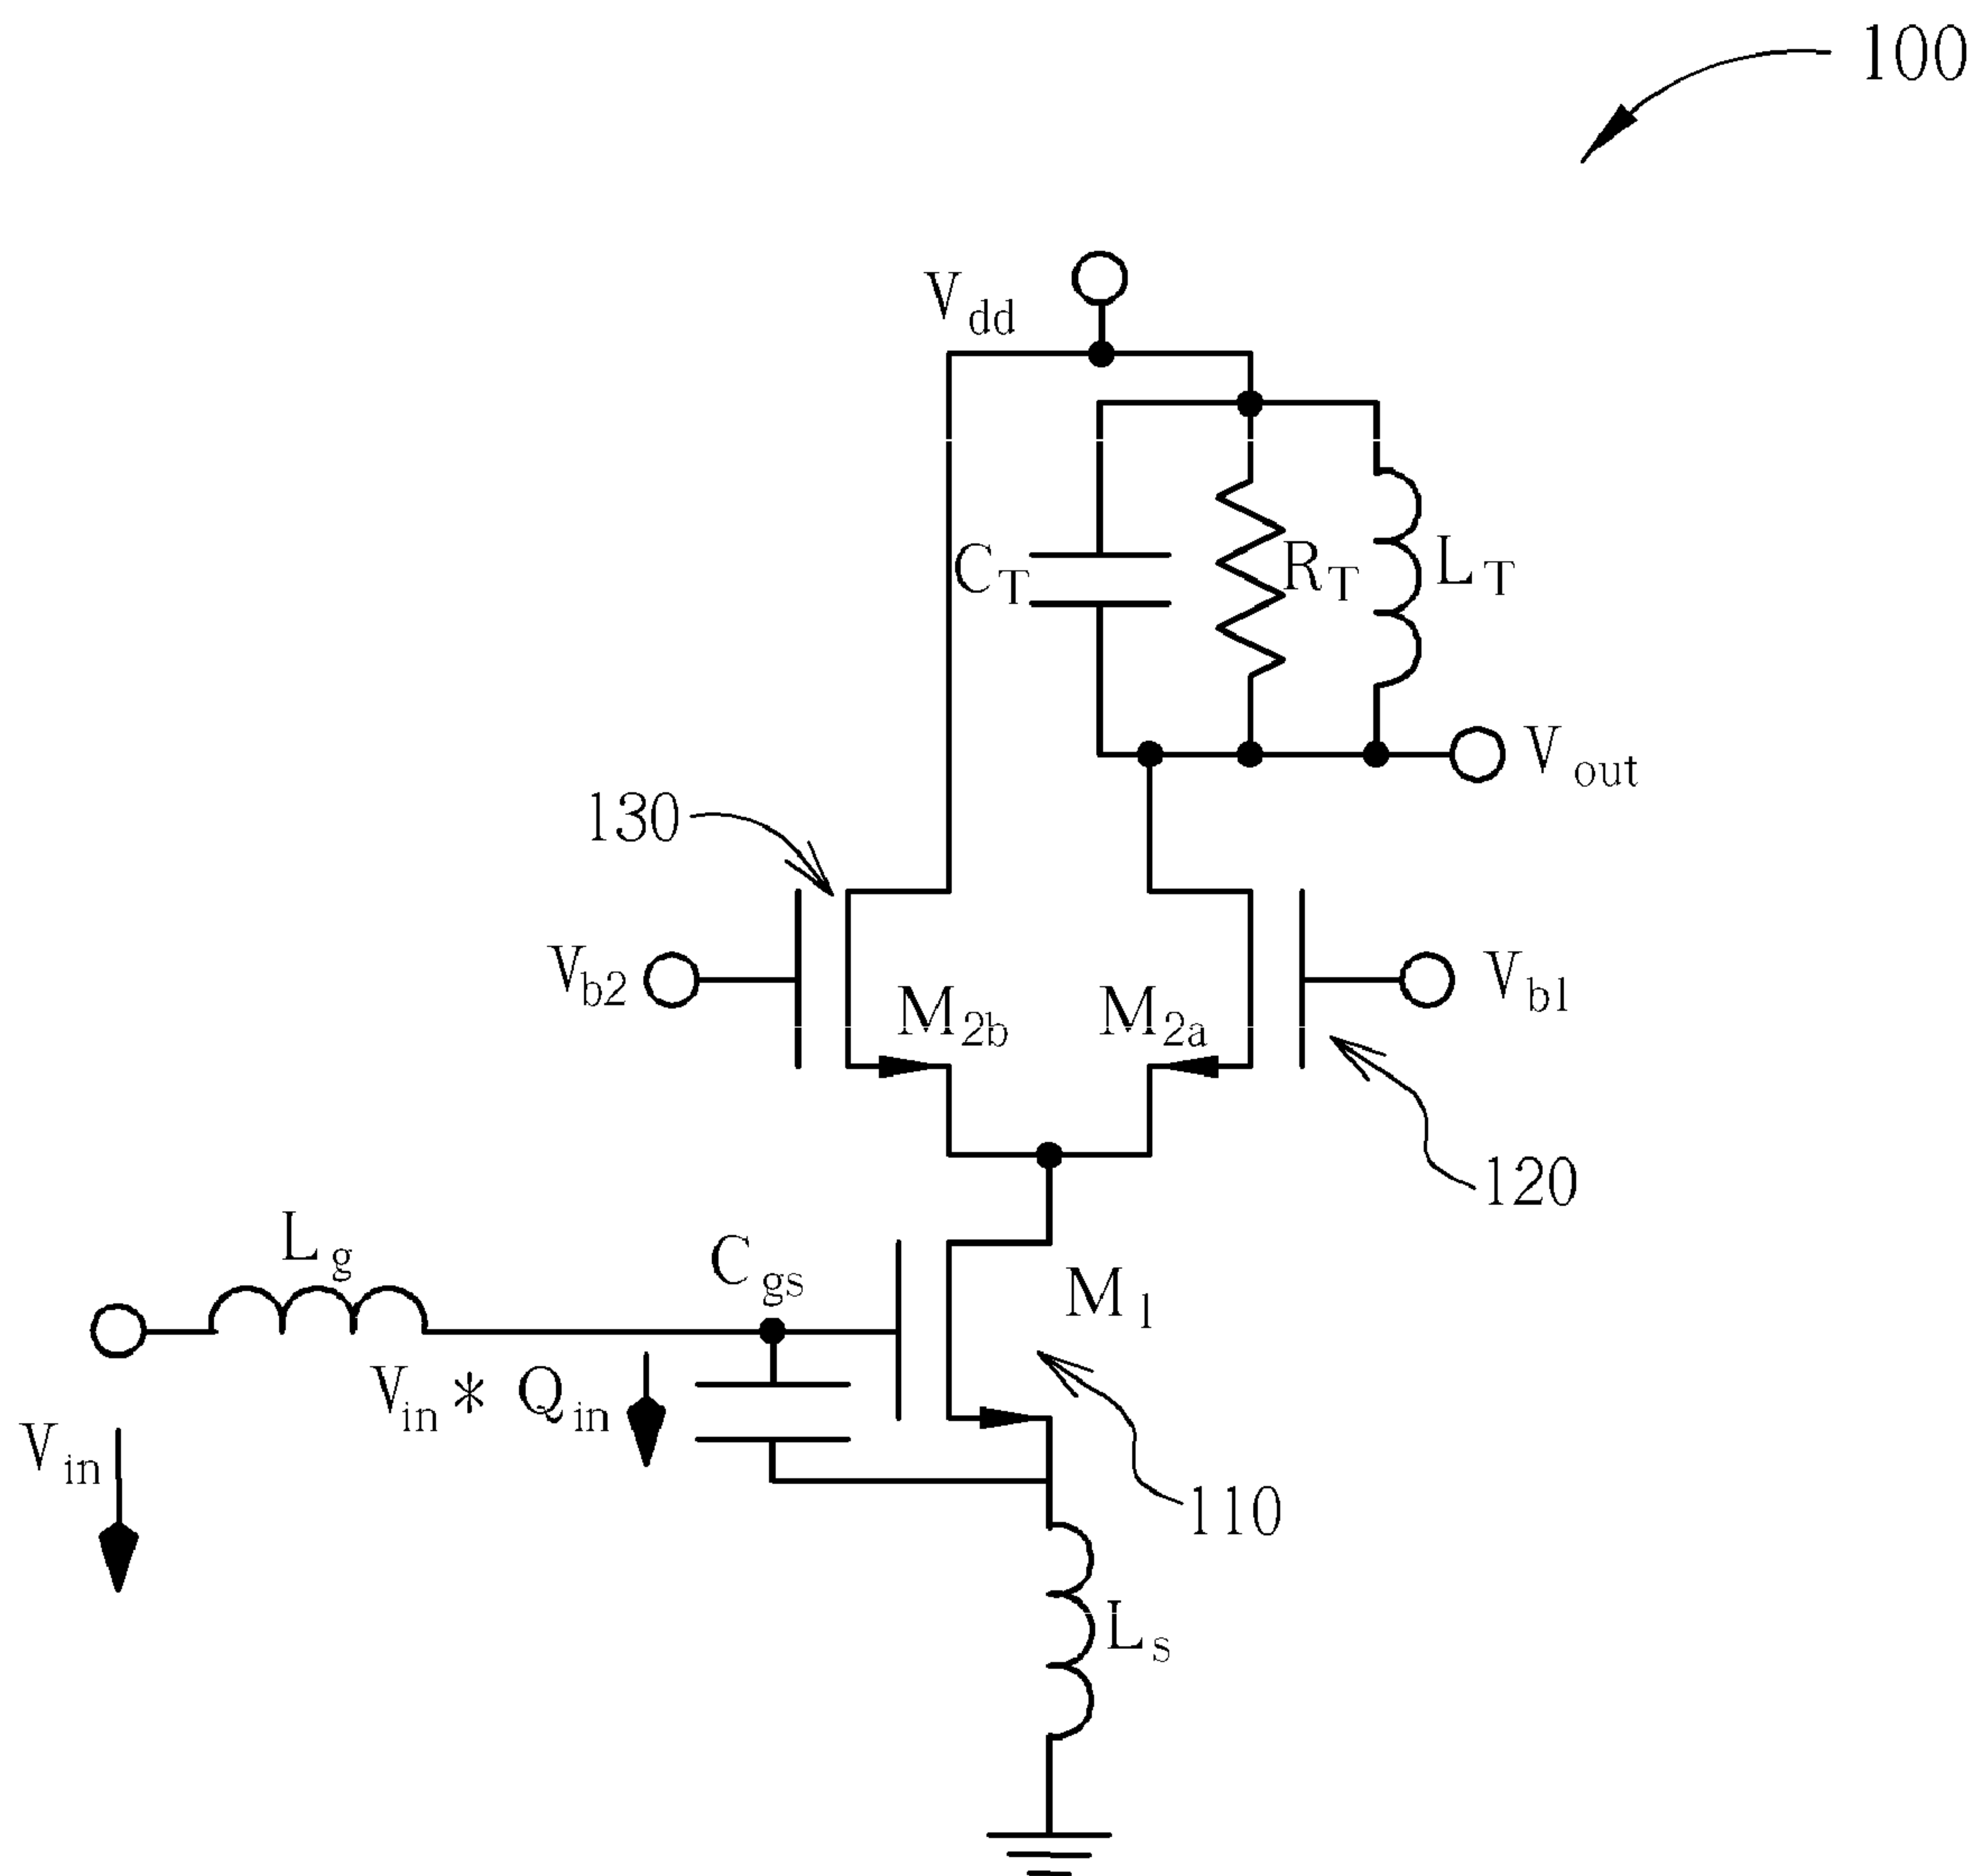 100
Vdd
CT
RT
LT
Vout
130
Vb2
M2b
M2a
Vb1
120
Lg
Cgs
M1
Vin * Qin
Vin
110
Ls